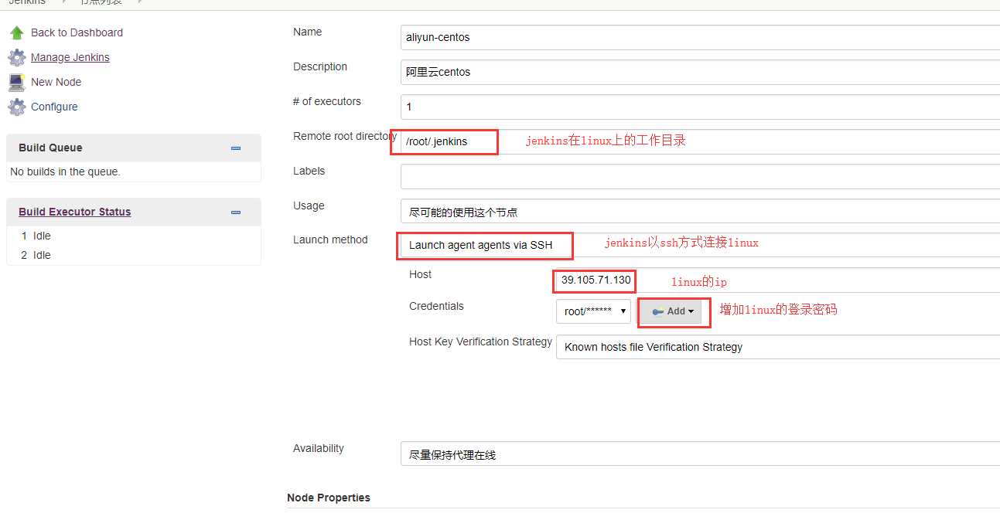 Jenkins 节点列表
Back to Dashboard
Manage Jenkins
New Node
Configure
Build Queue
No builds in the queue.
Build Executor Status
1 Idle
2 Idle
Name
aliyun-centos
Description
阿里云centos
# of executors
1
Remote root directory
/root/.jenkins
jenkins在linux上的工作目录
Labels
Usage
尽可能的使用这个节点
Launch method
Launch agent agents via SSH
jenkins以ssh方式连接linux
Host
39.105.71.130
linux的ip
Credentials
root/******
Add
增加linux的登录密码
Host Key Verification Strategy
Known hosts file Verification Strategy
Availability
尽量保持代理在线
Node Properties